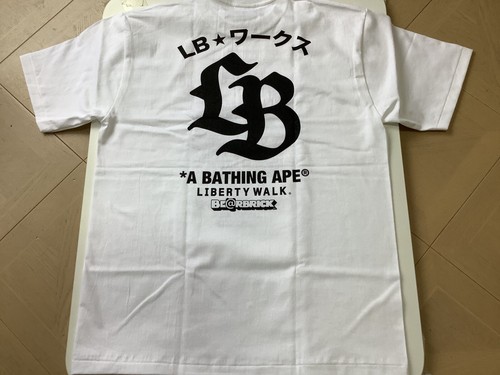 LB★ワークス
LB
*A BATHING APE®
LIBERTY WALK®
BE@RBRICK